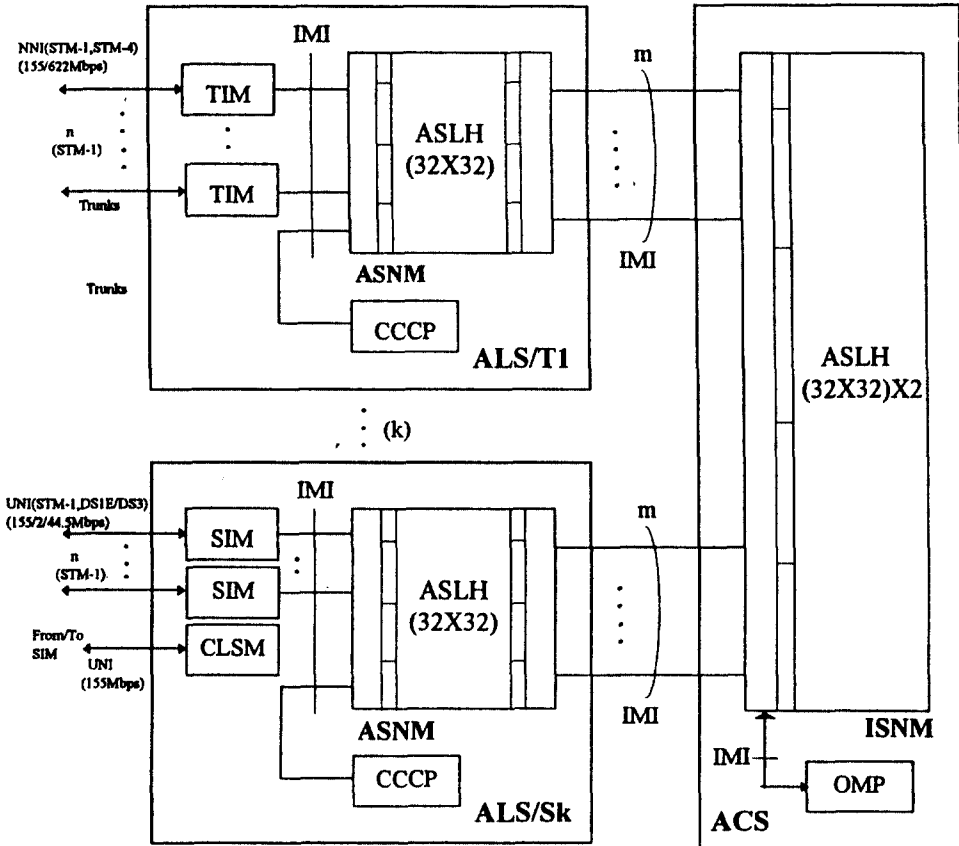 NNI(STM-1,STM-4)
(155/622Mbps)
n
(STM-1)
Trunks
Trunks
TIM
TIM
IMI
ASLH
(32X32)
ASNM
CCCP
ALS/T1
m
IMI
(k)
UNI(STM-1,DS1E/DS3)
(155/2/44.5Mbps)
n
(STM-1)
From/To
SIM
UNI
(155Mbps)
SIM
SIM
CLSM
IMI
ASLH
(32X32)
ASNM
CCCP
ALS/Sk
m
IMI
ASLH
(32X32)X2
ISNM
IMI
OMP
ACS